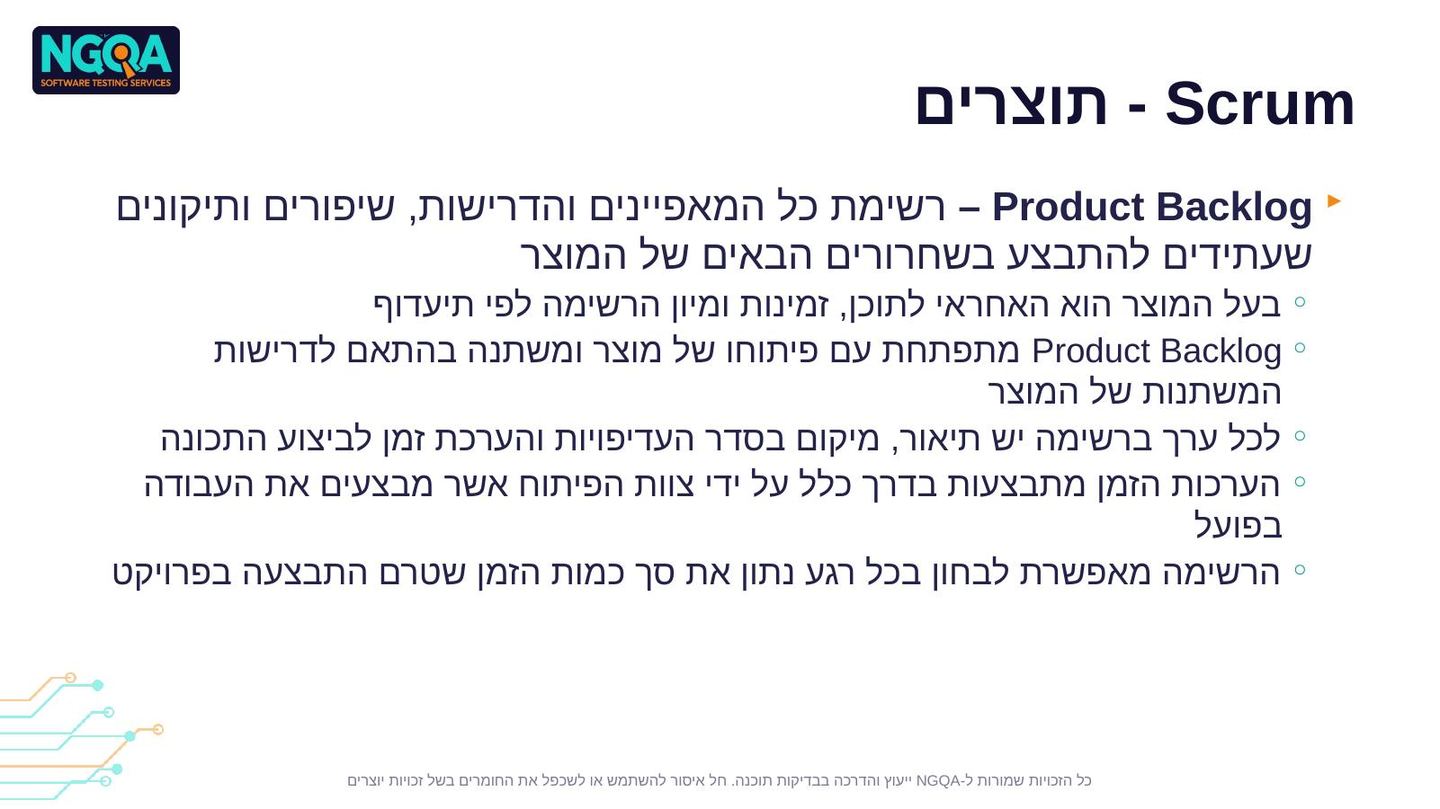 NGQA
SOFTWARE TESTING SERVICES
Scrum - תוצרים
Product Backlog – רשימת כל המאפיינים והדרישות, שיפורים ותיקונים
שעתידים להתבצע בשחרורים הבאים של המוצר
בעל המוצר הוא האחראי לתוכן, זמינות ומיון הרשימה לפי תיעדוף
Product Backlog מתפתחת עם פיתוחו של מוצר ומשתנה בהתאם לדרישות
המשתנות של המוצר
לכל ערך ברשימה יש תיאור, מיקום בסדר העדיפויות והערכת זמן לביצוע התכונה
הערכות הזמן מתבצעות בדרך כלל על ידי צוות הפיתוח אשר מבצעים את העבודה
בפועל
הרשימה מאפשרת לבחון בכל רגע נתון את סך כמות הזמן שטרם התבצעה בפרויקט
כל הזכויות שמורות ל-NGQA ייעוץ והדרכה בבדיקות תוכנה. חל איסור להשתמש או לשכפל את החומרים בשל זכויות יוצרים